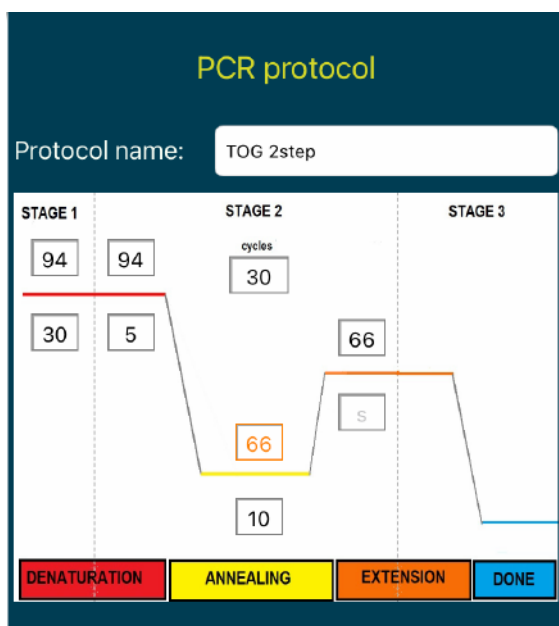 PCR protocol
Protocol name: TOG 2step
STAGE 1 STAGE 2 STAGE 3
94 94 cycles
30
30 5 66
s
66
10
DENATURATION ANNEALING EXTENSION DONE